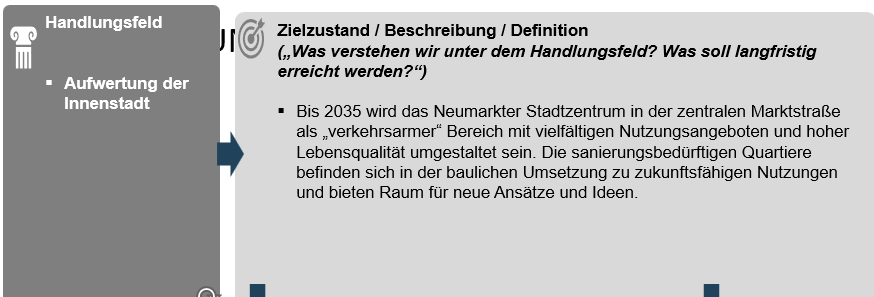 Handlungsfeld
▪ Aufwertung der
Innenstadt
Zielzustand / Beschreibung / Definition
(„Was verstehen wir unter dem Handlungsfeld? Was soll langfristig
erreicht werden?“)
▪ Bis 2035 wird das Neumarkter Stadtzentrum in der zentralen Marktstraße
als „verkehrsarmer“ Bereich mit vielfältigen Nutzungsangeboten und hoher
Lebensqualität umgestaltet sein. Die sanierungsbedürftigen Quartiere
befinden sich in der baulichen Umsetzung zu zukunftsfähigen Nutzungen
und bieten Raum für neue Ansätze und Ideen.